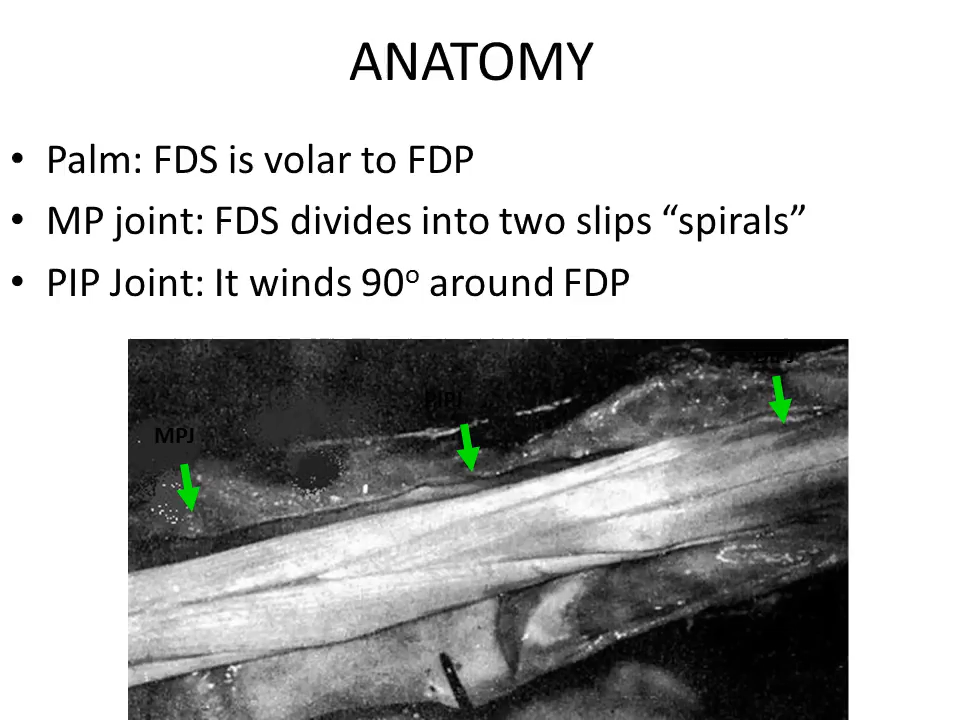 ANATOMY
• Palm: FDS is volar to FDP
• MP joint: FDS divides into two slips “spirals”
• PIP Joint: It winds 90º around FDP
PIPJ
MPJ